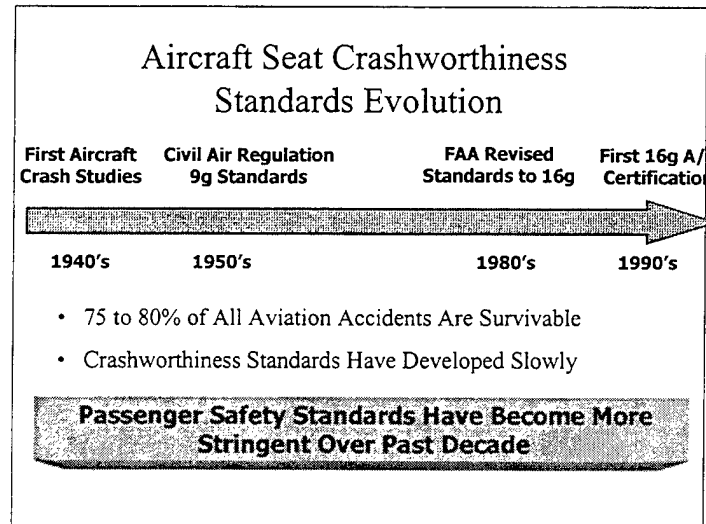 Aircraft Seat Crashworthiness
Standards Evolution
First Aircraft
Crash Studies
Civil Air Regulation
9g Standards
FAA Revised
Standards to 16g
First 16g A/
Certification
1940's
1950's
1980's
1990's
• 75 to 80% of All Aviation Accidents Are Survivable
• Crashworthiness Standards Have Developed Slowly
Passenger Safety Standards Have Become More
Stringent Over Past Decade